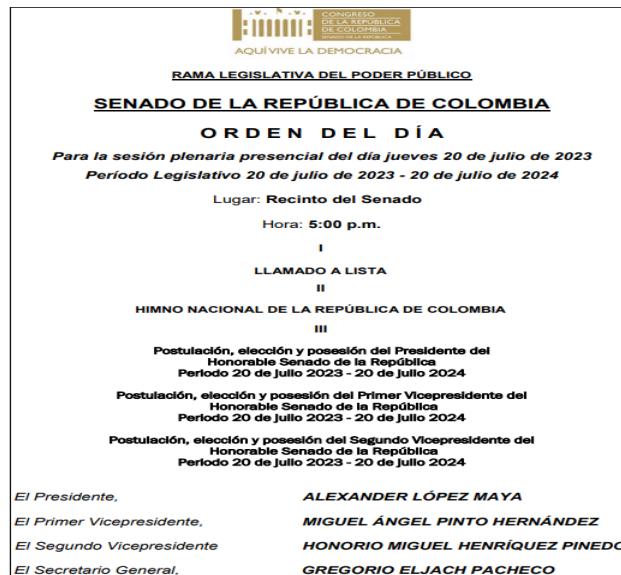 CONGRESO
DE LA REPÚBLICA
DE COLOMBIA
SENADO DE LA REPÚBLICA
AQUÍ VIVE LA DEMOCRACIA
RAMA LEGISLATIVA DEL PODER PÚBLICO
SENADO DE LA REPÚBLICA DE COLOMBIA
ORDEN DEL DÍA
Para la sesión plenaria presencial del día jueves 20 de julio de 2023
Período Legislativo 20 de julio de 2023 - 20 de julio de 2024
Lugar: Recinto del Senado
Hora: 5:00 p.m.
I
LLAMADO A LISTA
II
HIMNO NACIONAL DE LA REPÚBLICA DE COLOMBIA
III
Postulación, elección y posesión del Presidente del
Honorable Senado de la República
Periodo 20 de julio 2023 - 20 de julio 2024
Postulación, elección y posesión del Primer Vicepresidente del
Honorable Senado de la República
Periodo 20 de julio 2023 - 20 de julio 2024
Postulación, elección y posesión del Segundo Vicepresidente del
Honorable Senado de la República
Periodo 20 de julio 2023 - 20 de julio 2024
El Presidente, ALEXANDER LÓPEZ MAYA
El Primer Vicepresidente, MIGUEL ÁNGEL PINTO HERNÁNDEZ
El Segundo Vicepresidente HONORIO MIGUEL HENRÍQUEZ PINEDO
El Secretario General, GREGORIO ELJACH PACHECO